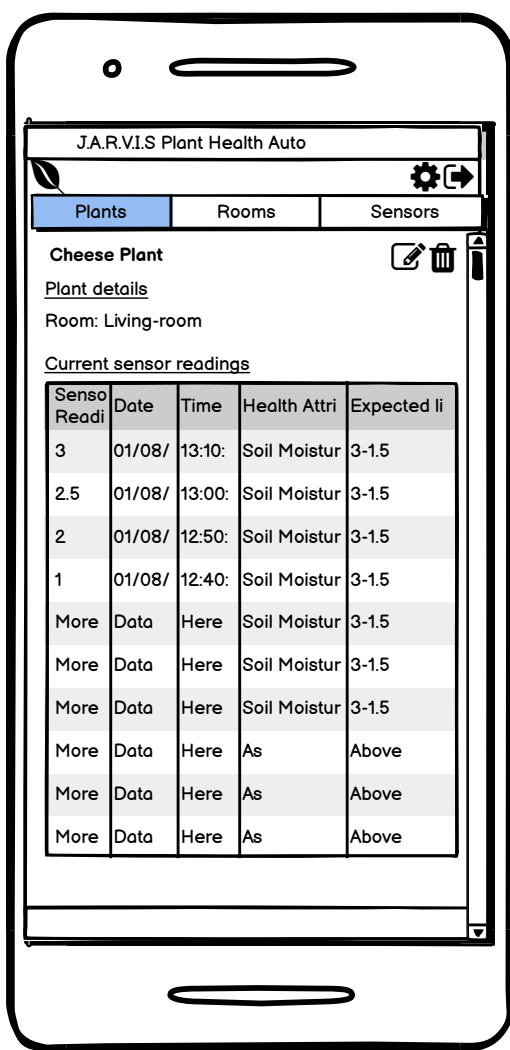 J.A.R.V.I.S Plant Health Auto
Plants Rooms Sensors
Cheese Plant
Plant details
Room: Living-room
Current sensor readings
Senso Readi Date Time Health Attri Expected li
3 01/08/ 13:10: Soil Moistur 3-1.5
2.5 01/08/ 13:00: Soil Moistur 3-1.5
2 01/08/ 12:50: Soil Moistur 3-1.5
1 01/08/ 12:40: Soil Moistur 3-1.5
More Data Here Soil Moistur 3-1.5
More Data Here Soil Moistur 3-1.5
More Data Here Soil Moistur 3-1.5
More Data Here As Above
More Data Here As Above
More Data Here As Above